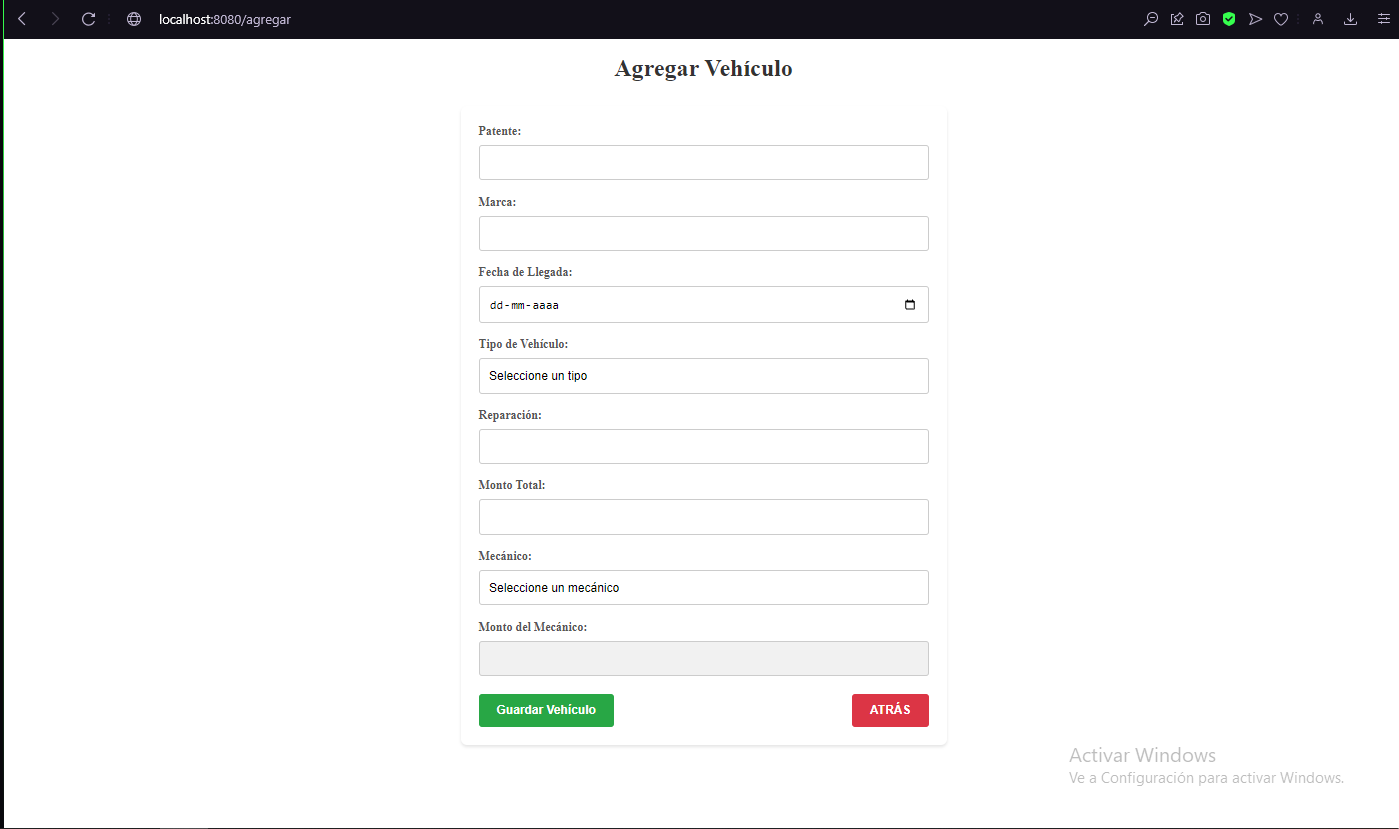 localhost:8080/agregar
Agregar Vehículo
Patente:
Marca:
Fecha de Llegada:
dd-mm-aaaa
Tipo de Vehículo:
Seleccione un tipo
Reparación:
Monto Total:
Mecánico:
Seleccione un mecánico
Monto del Mecánico:
Guardar Vehículo
ATRÁS
Activar Windows
Ve a Configuración para activar Windows.